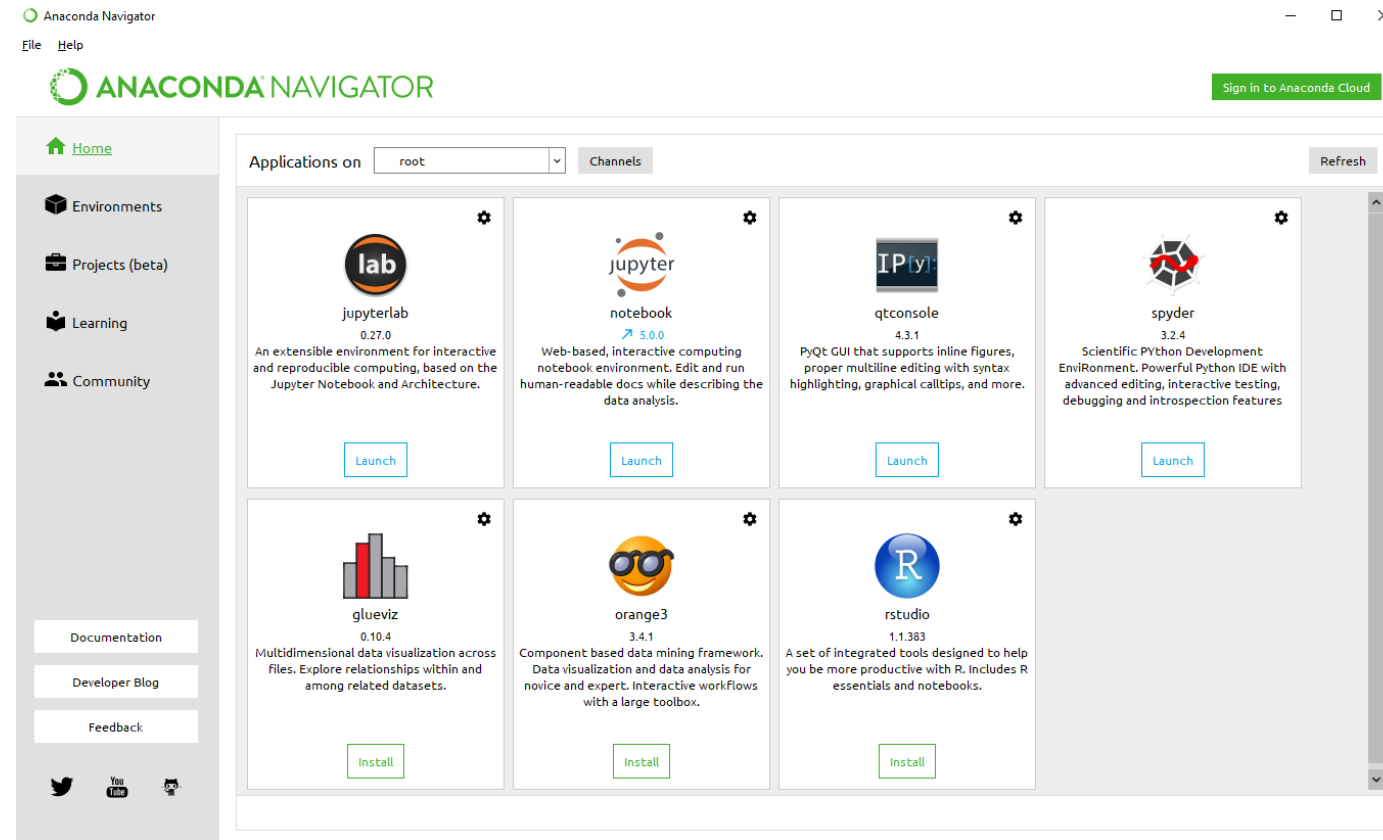 Anaconda Navigator
File Help
ANACONDA NAVIGATOR
Sign in to Anaconda Cloud
Home
Environments
Projects (beta)
Learning
Community
Documentation
Developer Blog
Feedback
You
Tube
Applications on root Channels Refresh
lab
jupyterlab
0.27.0
An extensible environment for interactive
and reproducible computing, based on the
Jupyter Notebook and Architecture.
Launch
jupyter
notebook
5.0.0
Web-based, interactive computing
notebook environment. Edit and run
human-readable docs while describing the
data analysis.
Launch
IP[y]:
qtconsole
4.3.1
PyQt GUI that supports inline figures,
proper multiline editing with syntax
highlighting, graphical calltips, and more.
Launch
spyder
3.2.4
Scientific PYthon Development
EnviRonment. Powerful Python IDE with
advanced editing, interactive testing,
debugging and introspection features
Launch
glueviz
0.10.4
Multidimensional data visualization across
files. Explore relationships within and
among related datasets.
Install
orange3
3.4.1
Component based data mining framework.
Data visualization and data analysis for
novice and expert. Interactive workflows
with a large toolbox.
Install
R
rstudio
1.1.383
A set of integrated tools designed to help
you be more productive with R. Includes R
essentials and notebooks.
Install